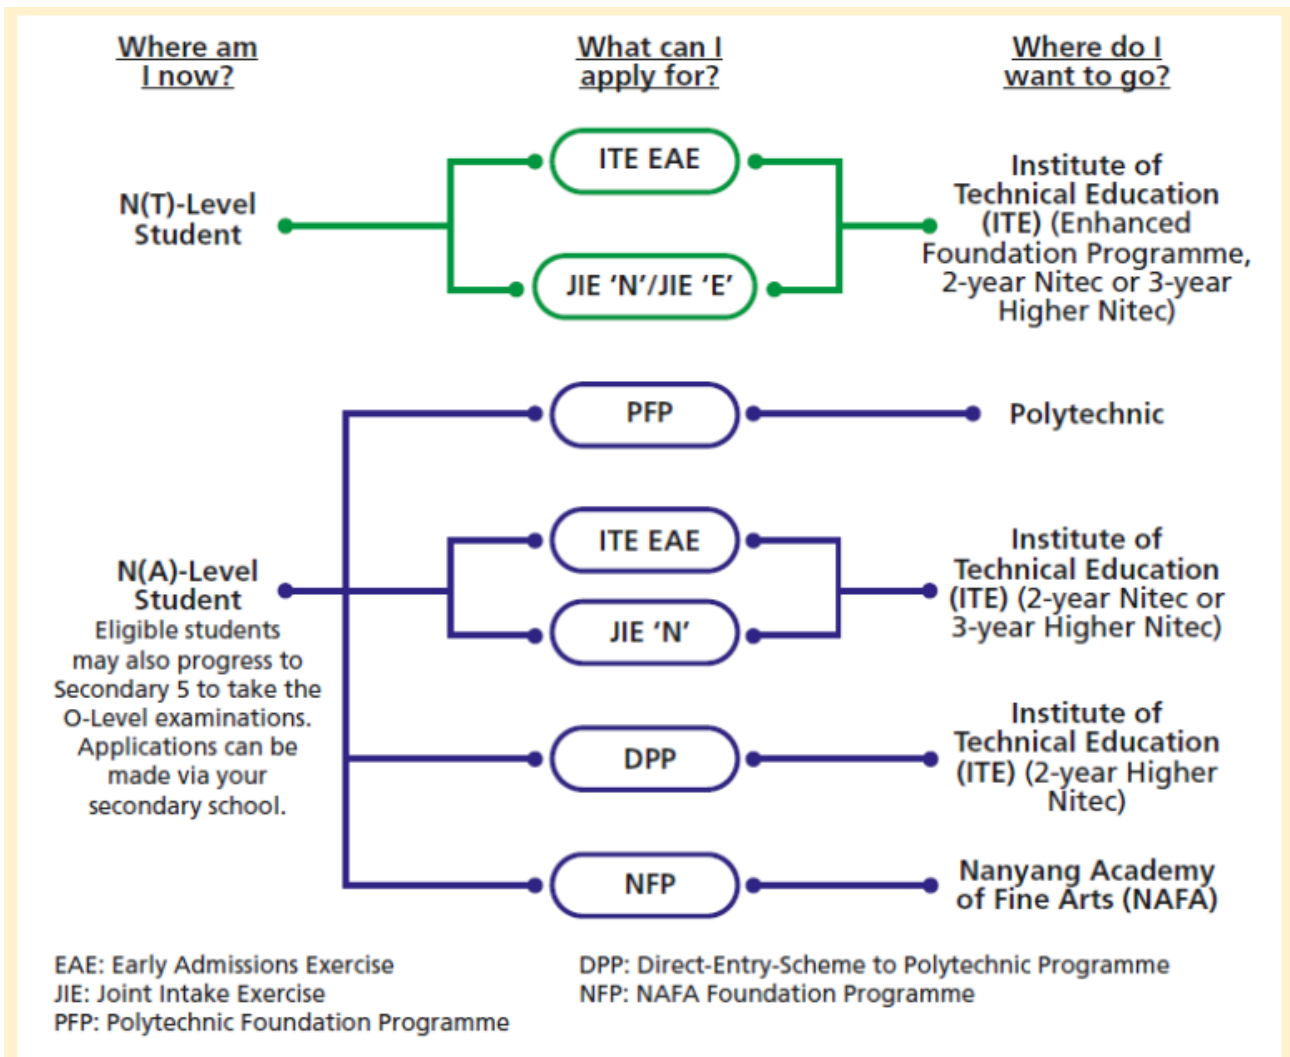 Where am
I now?
What can I
apply for?
Where do I
want to go?
N(T)-Level
Student
ITE EAE
JIE ‘N’/JIE ‘E’
Institute of
Technical Education
(ITE) (Enhanced
Foundation Programme,
2-year Nitec or 3-year
Higher Nitec)
N(A)-Level
Student
Eligible students
may also progress to
Secondary 5 to take the
O-Level examinations.
Applications can be
made via your
secondary school.
PFP
Polytechnic
ITE EAE
JIE ‘N’
Institute of
Technical Education
(ITE) (2-year Nitec or
3-year Higher Nitec)
DPP
Institute of
Technical Education
(ITE) (2-year Higher
Nitec)
NFP
Nanyang Academy
of Fine Arts (NAFA)
EAE: Early Admissions Exercise
JIE: Joint Intake Exercise
PFP: Polytechnic Foundation Programme
DPP: Direct-Entry-Scheme to Polytechnic Programme
NFP: NAFA Foundation Programme